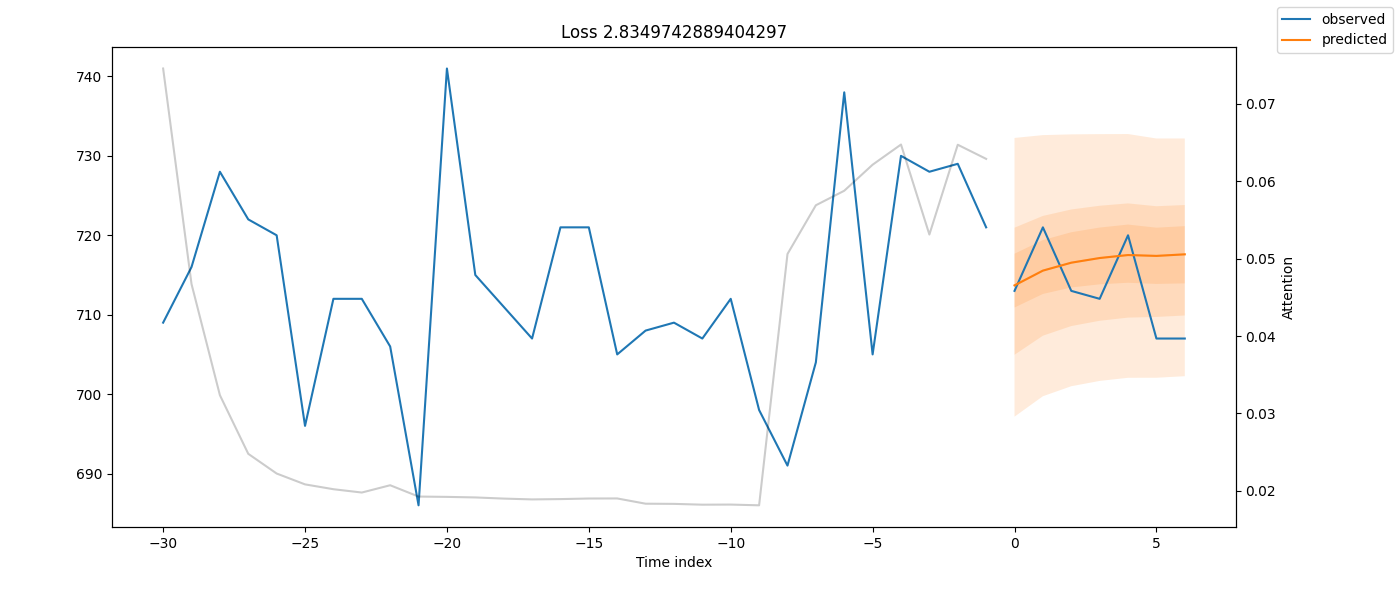 Loss 2.8349742889404297
observed
predicted
740
730
720
710
700
690
0.07
0.06
0.05
0.04
0.03
0.02
Attention
−30 −25 −20 −15 −10 −5 0 5
Time index